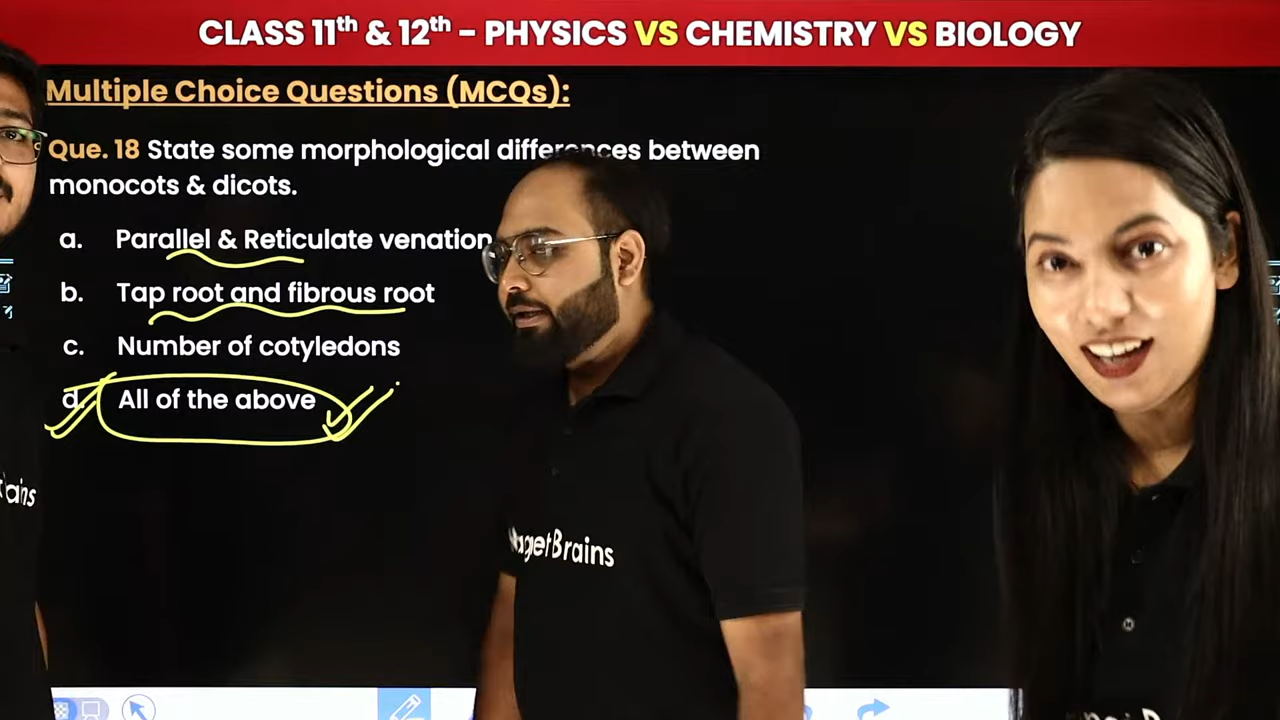 CLASS 11th & 12th – PHYSICS VS CHEMISTRY VS BIOLOGY
Multiple Choice Questions (MCQs):
Que. 18 State some morphological differences between
monocots & dicots.
a. Parallel & Reticulate venation
b. Tap root and fibrous root
c. Number of cotyledons
d. All of the above
MagnetBrains